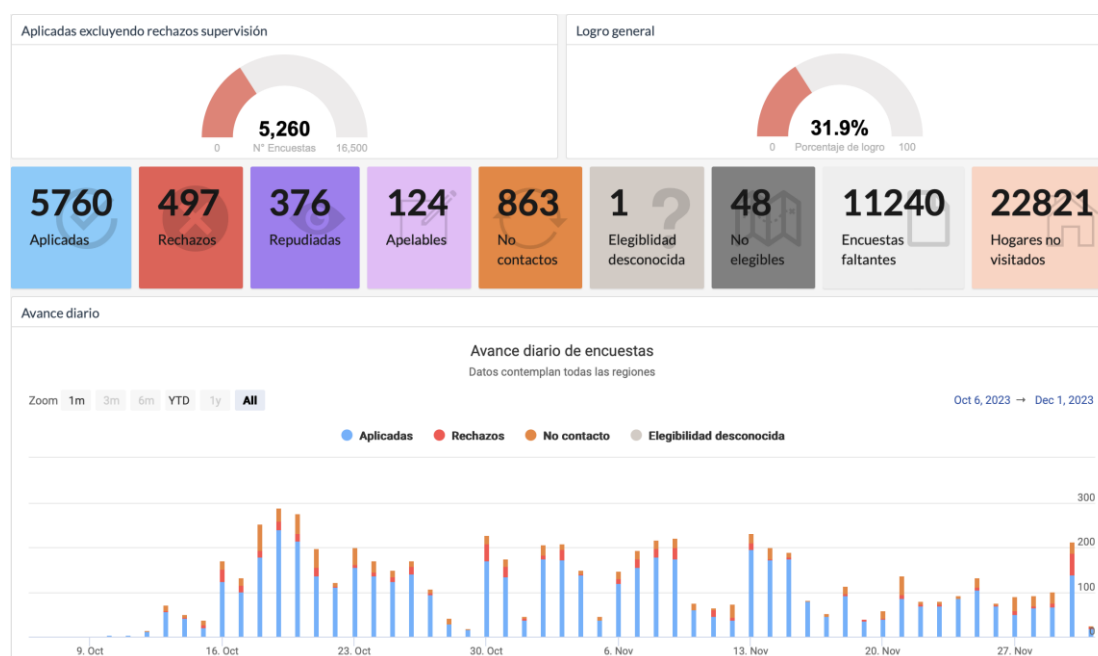 Aplicadas excluyendo rechazos supervisión
Logro general
5,260
0 N° Encuestas 16,500
31.9%
0 Porcentaje de logro 100
5760
Aplicadas
497
Rechazos
376
Repudiadas
124
Apelables
863
No
contactos
1
Elegiblidad
desconocida
48
No
elegibles
11240
Encuestas
faltantes
22821
Hogares no
visitados
Avance diario
Avance diario de encuestas
Datos contemplan todas las regiones
Zoom 1m 3m 6m YTD 1y All
Oct 6, 2023 → Dec 1, 2023
Aplicadas Rechazos No contacto Elegibilidad desconocida
300
200
100
0
9. Oct 16. Oct 23. Oct 30. Oct 6. Nov 13. Nov 20. Nov 27. Nov